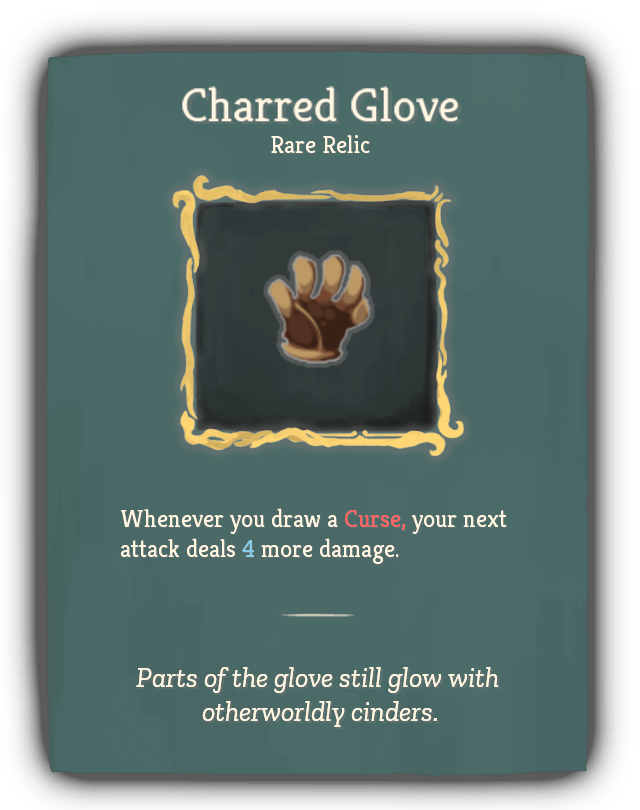 Charred Glove
Rare Relic
Whenever you draw a Curse, your next
attack deals 4 more damage.
Parts of the glove still glow with
otherworldly cinders.